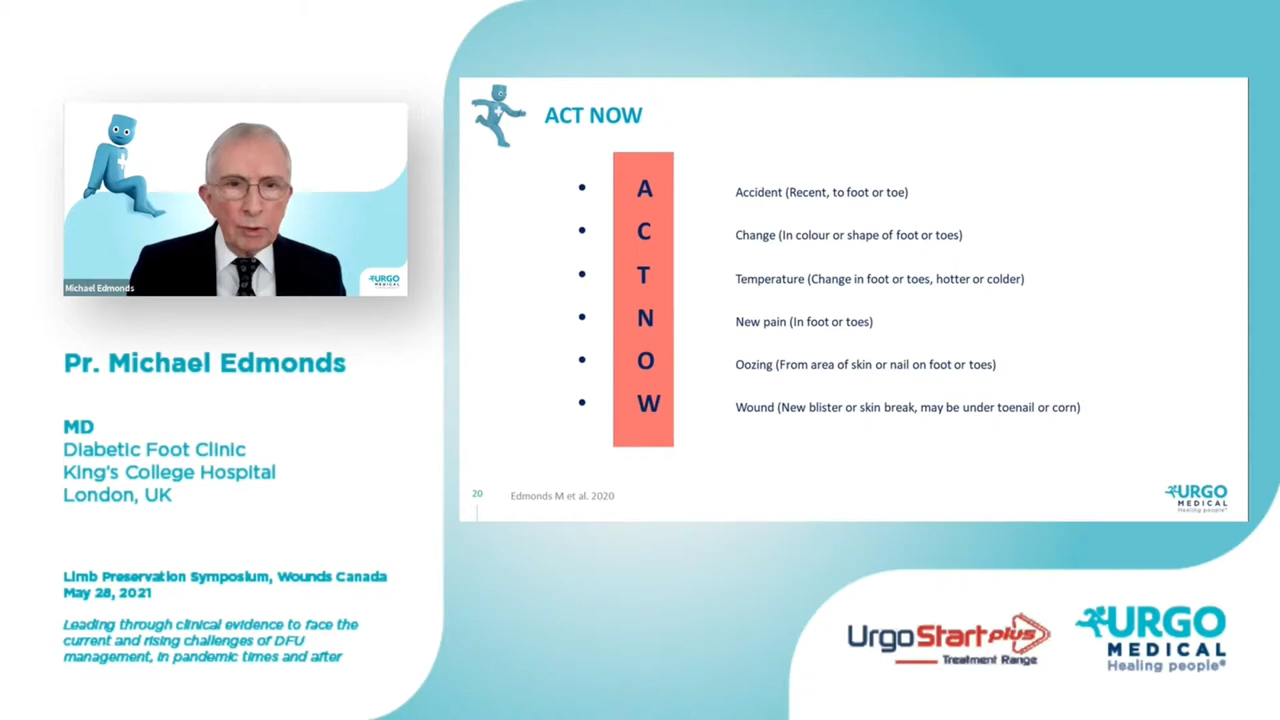 Michael Edmonds
URGO
MEDICAL
Pr. Michael Edmonds
MD
Diabetic Foot Clinic
King's College Hospital
London, UK
Limb Preservation Symposium, Wounds Canada
May 28, 2021
Leading through clinical evidence to face the
current and rising challenges of DFU
management, in pandemic times and after
ACT NOW
• A Accident (Recent, to foot or toe)
• C Change (In colour or shape of foot or toes)
• T Temperature (Change in foot or toes, hotter or colder)
• N New pain (In foot or toes)
• O Oozing (From area of skin or nail on foot or toes)
• W Wound (New blister or skin break, may be under toenail or corn)
20 Edmonds M et al. 2020
URGO
MEDICAL
Healing people®
UrgoStart plus
Treatment Range
URGO
MEDICAL
Healing people®